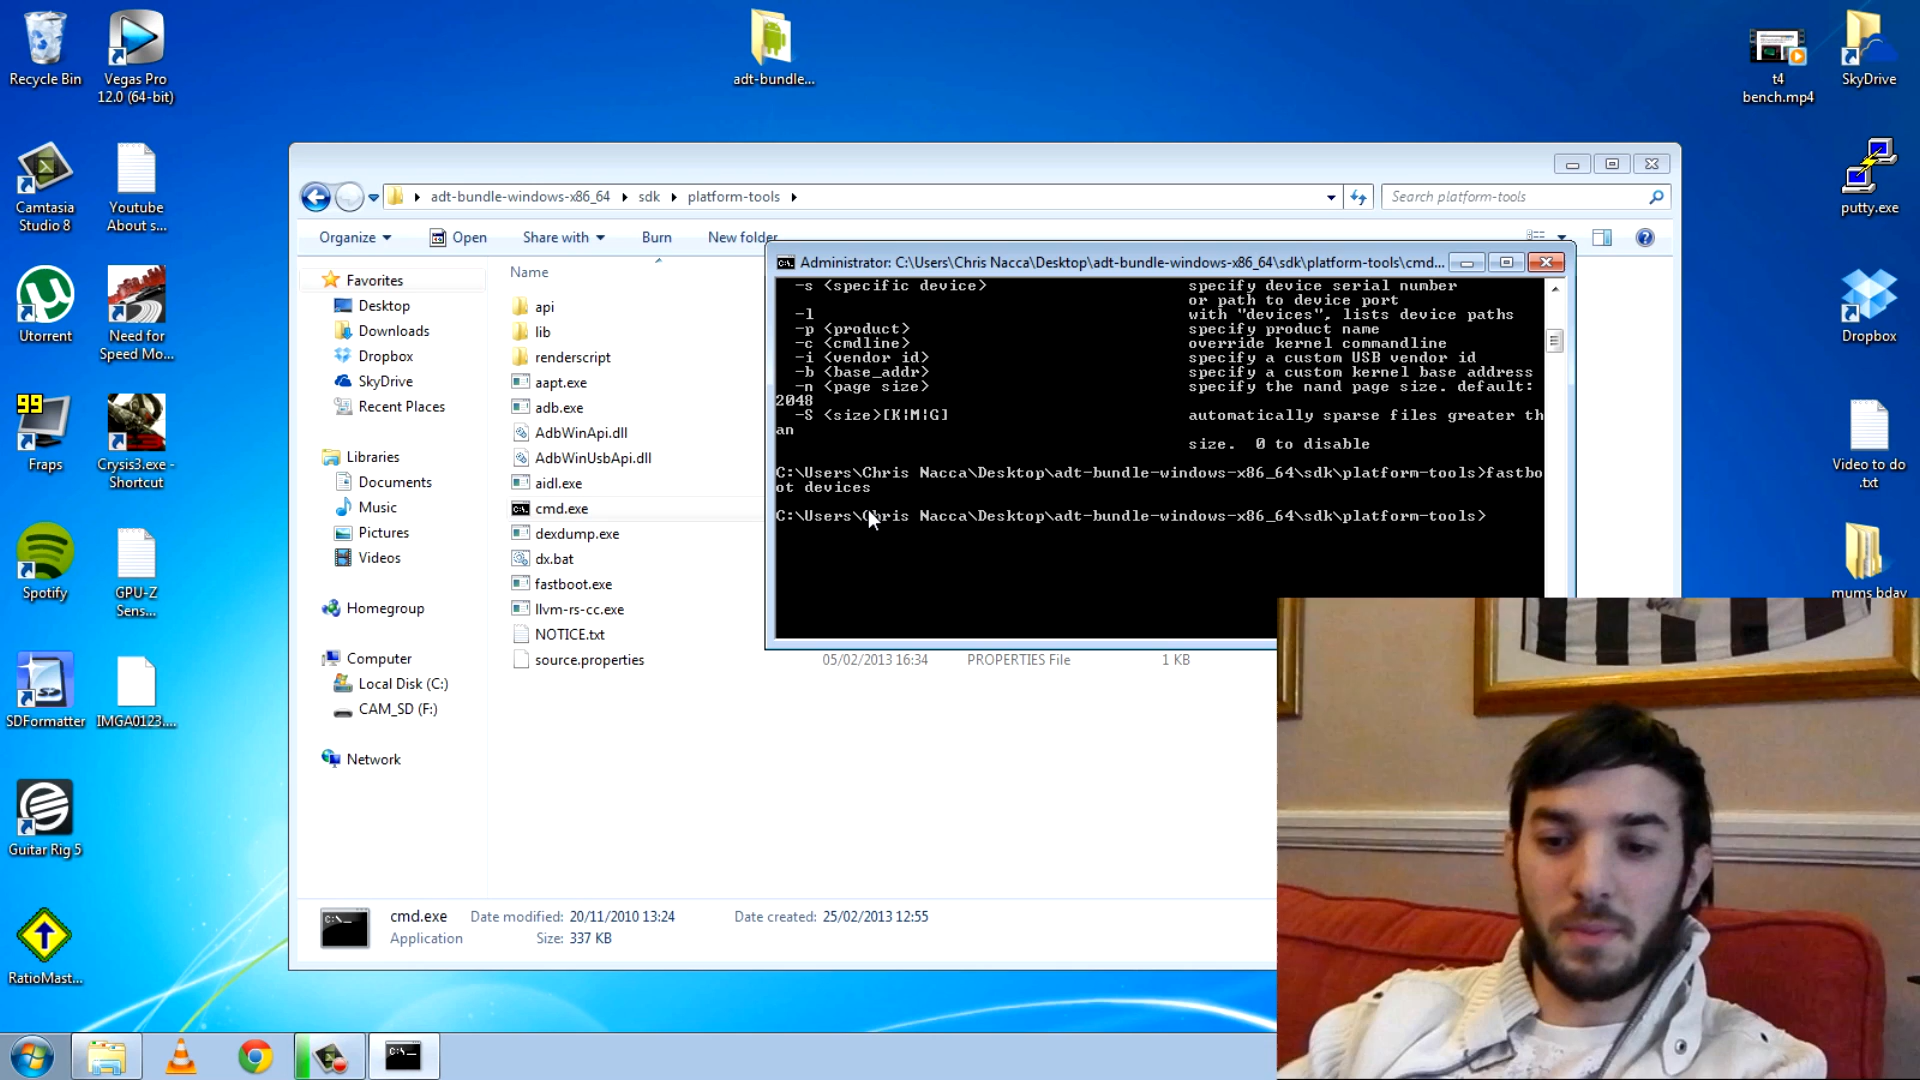 Recycle Bin
Vegas Pro
12.0 (64-bit)
adt-bundle...
t4
bench.mp4
SkyDrive
Camtasia
Studio 8
Youtube
About s...
putty.exe
adt-bundle-windows-x86_64
sdk
platform-tools
Search platform-tools
Organize
Open
Share with
Burn
New folder
Utorrent
Need for
Speed Mo...
Dropbox
99
Fraps
Crysis3.exe -
Shortcut
Video to do
.txt
Spotify
GPU-Z
Sens...
mums bday
SDFormatter
IMGA0123....
Guitar Rig 5
RatioMast...
Favorites
Desktop
Downloads
Dropbox
SkyDrive
Recent Places
Libraries
Documents
Music
Pictures
Videos
Homegroup
Computer
Local Disk (C:)
CAM_SD (F:)
Network
Name
api
lib
renderscript
aapt.exe
adb.exe
AdbWinApi.dll
AdbWinUsbApi.dll
aidl.exe
cmd.exe
dexdump.exe
dx.bat
fastboot.exe
llvm-rs-cc.exe
NOTICE.txt
source.properties
05/02/2013 16:34
PROPERTIES File
1 KB
Administrator: C:\Users\Chris Nacca\Desktop\adt-bundle-windows-x86_64\sdk\platform-tools\cmd...
-s <specific device> specify device serial number
or path to device port
-l with "devices", lists device paths
-p <product> specify product name
-c <cmdline> override kernel commandline
-i <vendor id> specify a custom USB vendor id
-b <base_addr> specify a custom kernel base address
-n <page size> specify the nand page size. default:
2048
-S <size>[K|M|G] automatically sparse files greater th
an
size. 0 to disable
C:\Users\Chris Nacca\Desktop\adt-bundle-windows-x86_64\sdk\platform-tools>fastbo
ot devices
C:\Users\Chris Nacca\Desktop\adt-bundle-windows-x86_64\sdk\platform-tools>
cmd.exe
Date modified: 20/11/2010 13:24
Date created: 25/02/2013 12:55
Application
Size: 337 KB